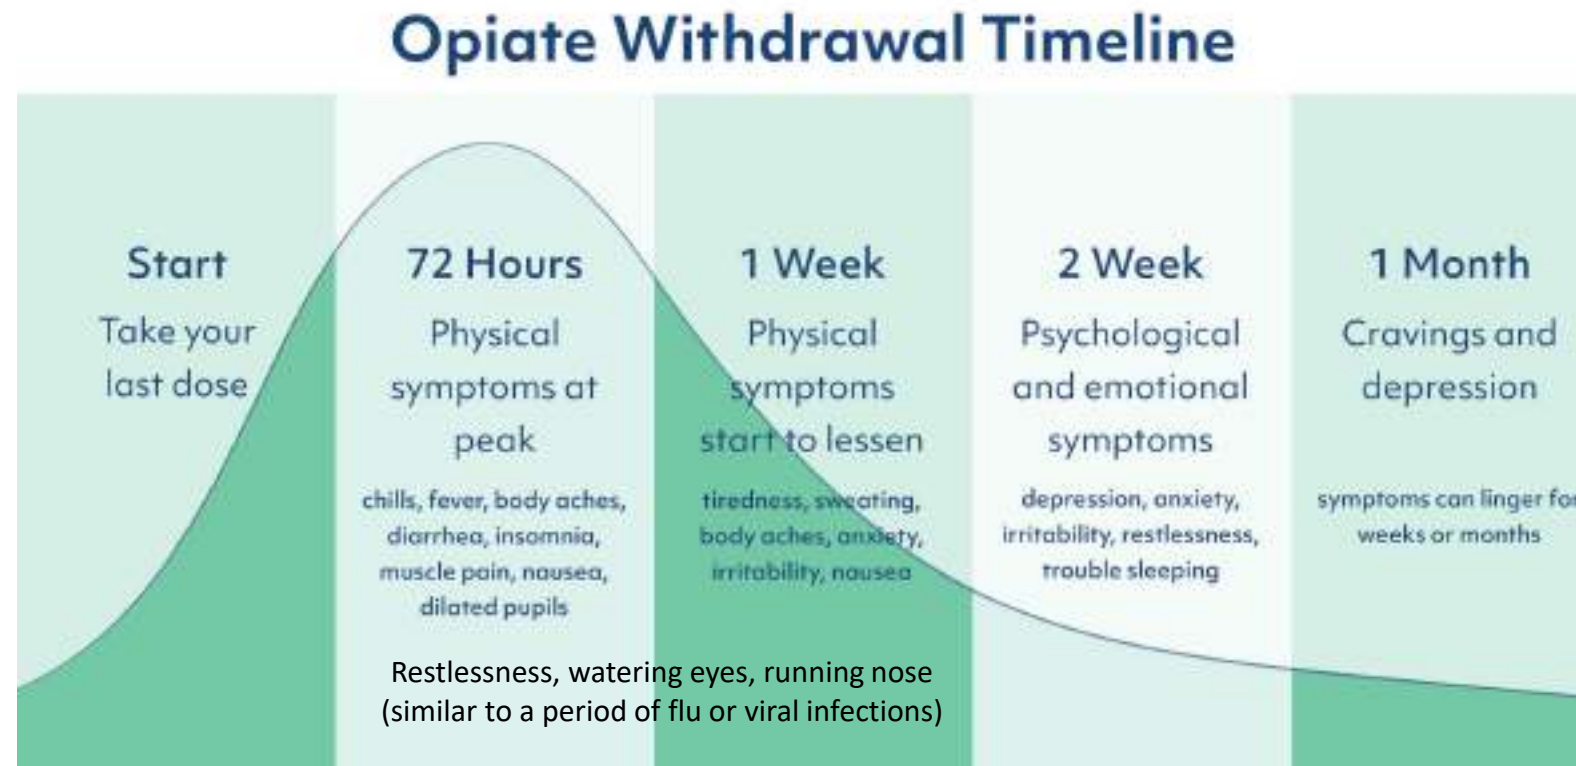 Opiate Withdrawal Timeline
Start
Take your
last dose
72 Hours
Physical
symptoms at
peak
chills, fever, body aches,
diarrhea, insomnia,
muscle pain, nausea,
dilated pupils
1 Week
Physical
symptoms
start to lessen
tiredness, sweating,
body aches, anxiety,
irritability, nausea
2 Week
Psychological
and emotional
symptoms
depression, anxiety,
irritability, restlessness,
trouble sleeping
1 Month
Cravings and
depression
symptoms can linger for
weeks or months
Restlessness, watering eyes, running nose
(similar to a period of flu or viral infections)